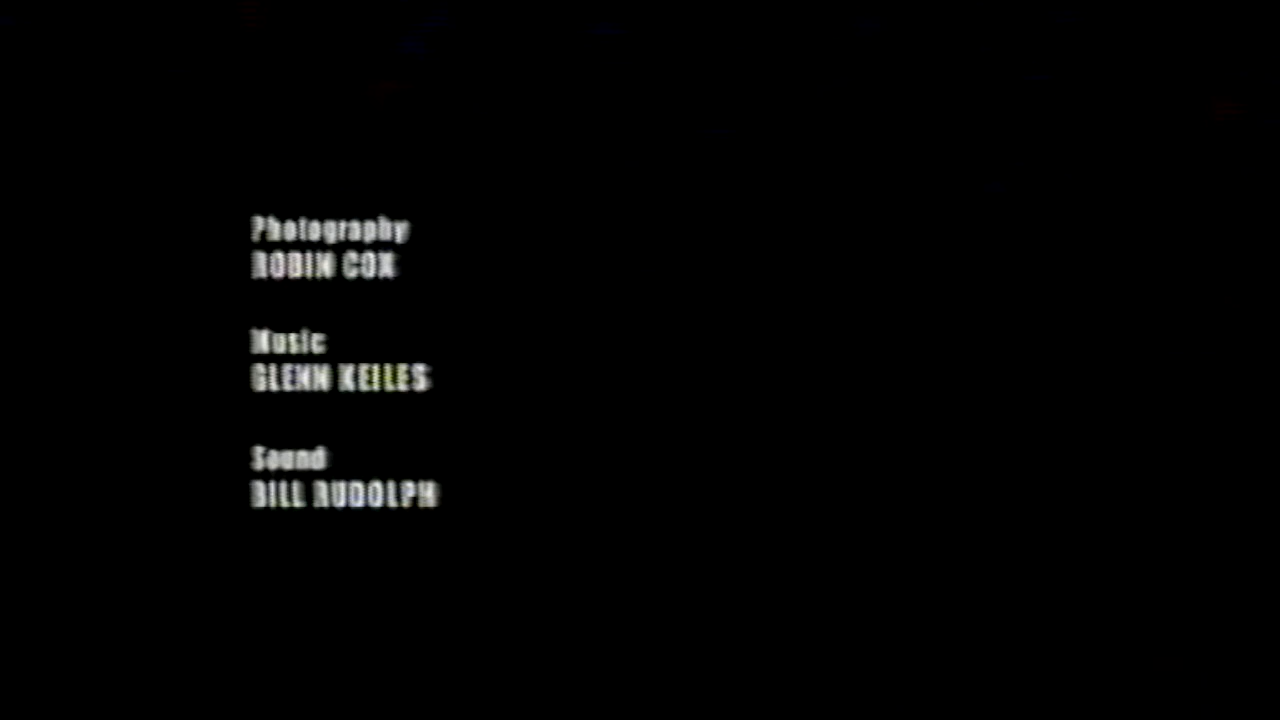 Photography
ROBIN COX
Music
GLENN KEILES
Sound
BILL RUDOLPH